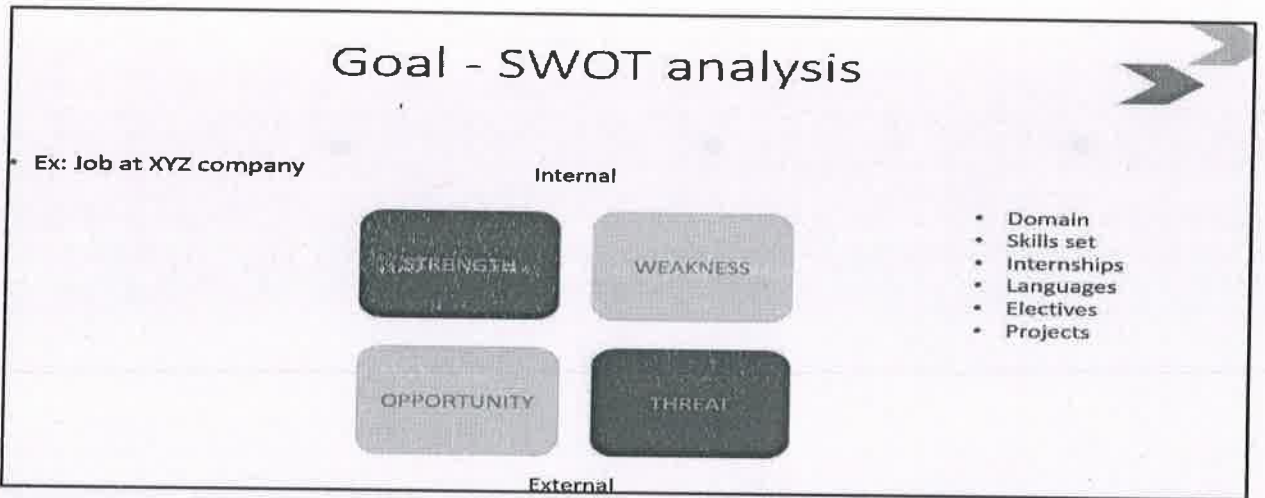 Goal - SWOT analysis
• Ex: Job at XYZ company
Internal
STRENGTH
WEAKNESS
OPPORTUNITY
THREAT
External
• Domain
• Skills set
• Internships
• Languages
• Electives
• Projects